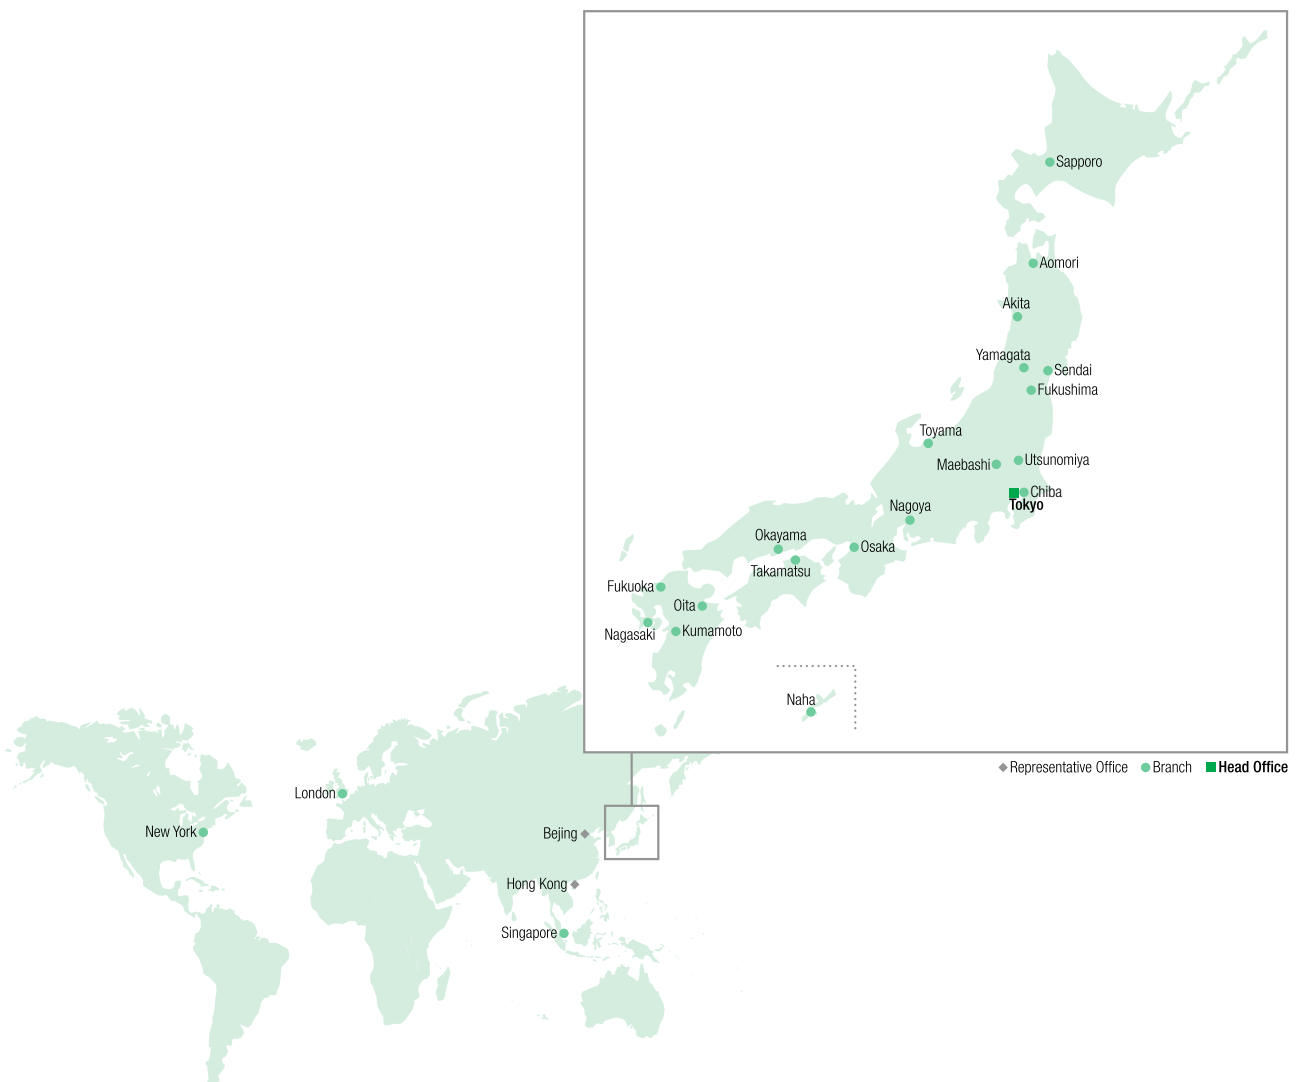 Sapporo
Aomori
Akita
Yamagata
Sendai
Fukushima
Toyama
Maebashi
Utsunomiya
Chiba
Tokyo
Nagoya
Okayama
Osaka
Takamatsu
Fukuoka
Oita
Nagasaki
Kumamoto
Naha
Representative Office
Branch
Head Office
London
New York
Bejing
Hong Kong
Singapore